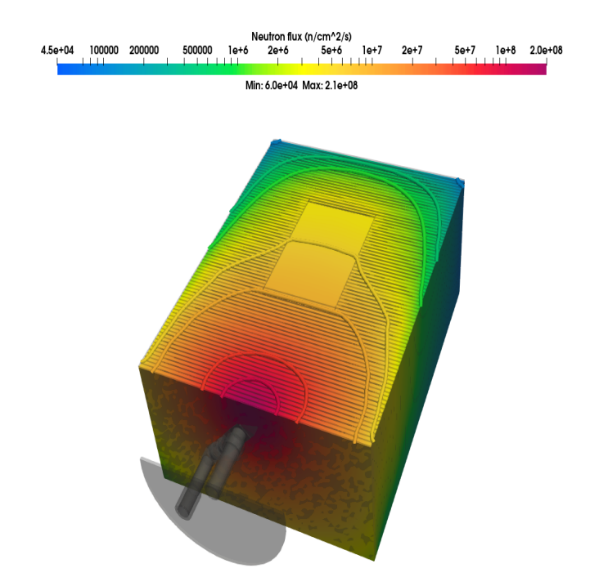 Neutron flux (n/cm^2/s)
4.5e+04 100000 200000 500000 1e+6 2e+6 5e+6 1e+7 2e+7 5e+7 1e+8 2.0e+08
Min: 6.0e+04 Max: 2.1e+08